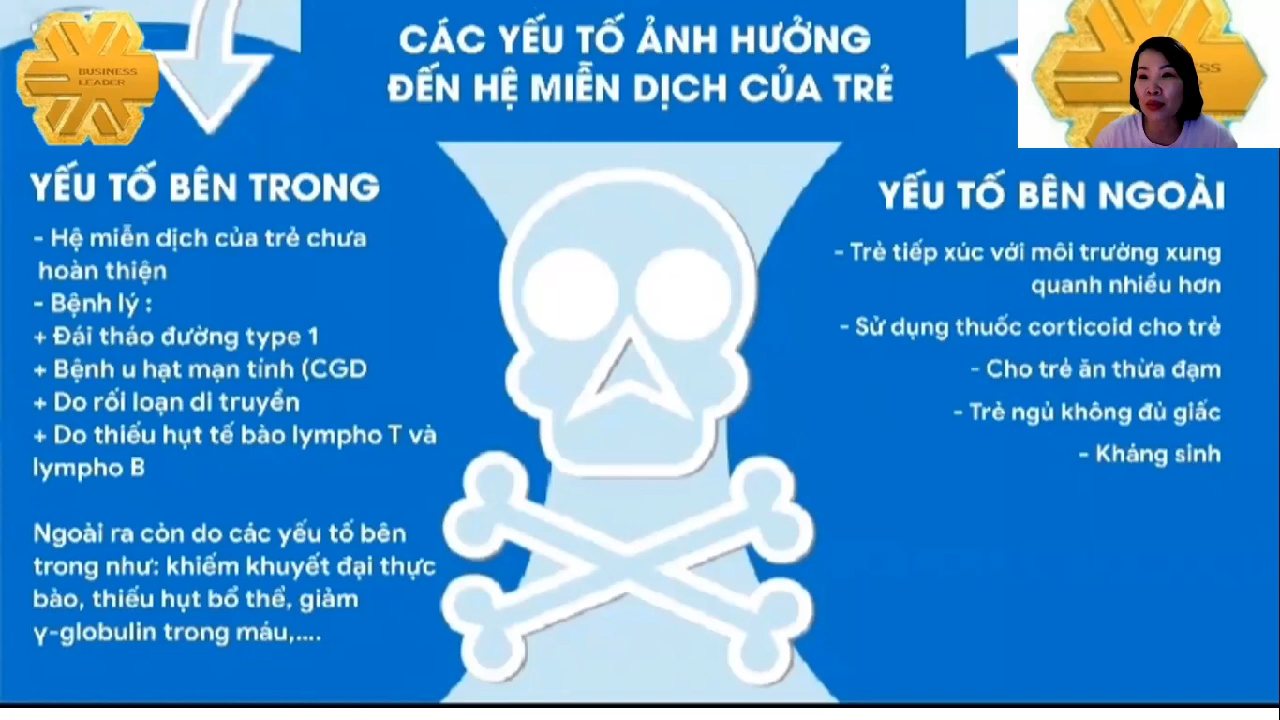 BUSINESS
LEADER
CÁC YẾU TỐ ẢNH HƯỞNG
ĐẾN HỆ MIỄN DỊCH CỦA TRẺ
YẾU TỐ BÊN TRONG
- Hệ miễn dịch của trẻ chưa
hoàn thiện
- Bệnh lý :
+ Đái tháo đường type 1
+ Bệnh u hạt mạn tính (CGD
+ Do rối loạn di truyền
+ Do thiếu hụt tế bào lympho T và
lympho B
Ngoài ra còn do các yếu tố bên
trong như: khiếm khuyết đại thực
bào, thiếu hụt bổ thể, giảm
γ-globulin trong máu,....
YẾU TỐ BÊN NGOÀI
- Trẻ tiếp xúc với môi trường xung
quanh nhiều hơn
- Sử dụng thuốc corticoid cho trẻ
- Cho trẻ ăn thừa đạm
- Trẻ ngủ không đủ giấc
- Kháng sinh